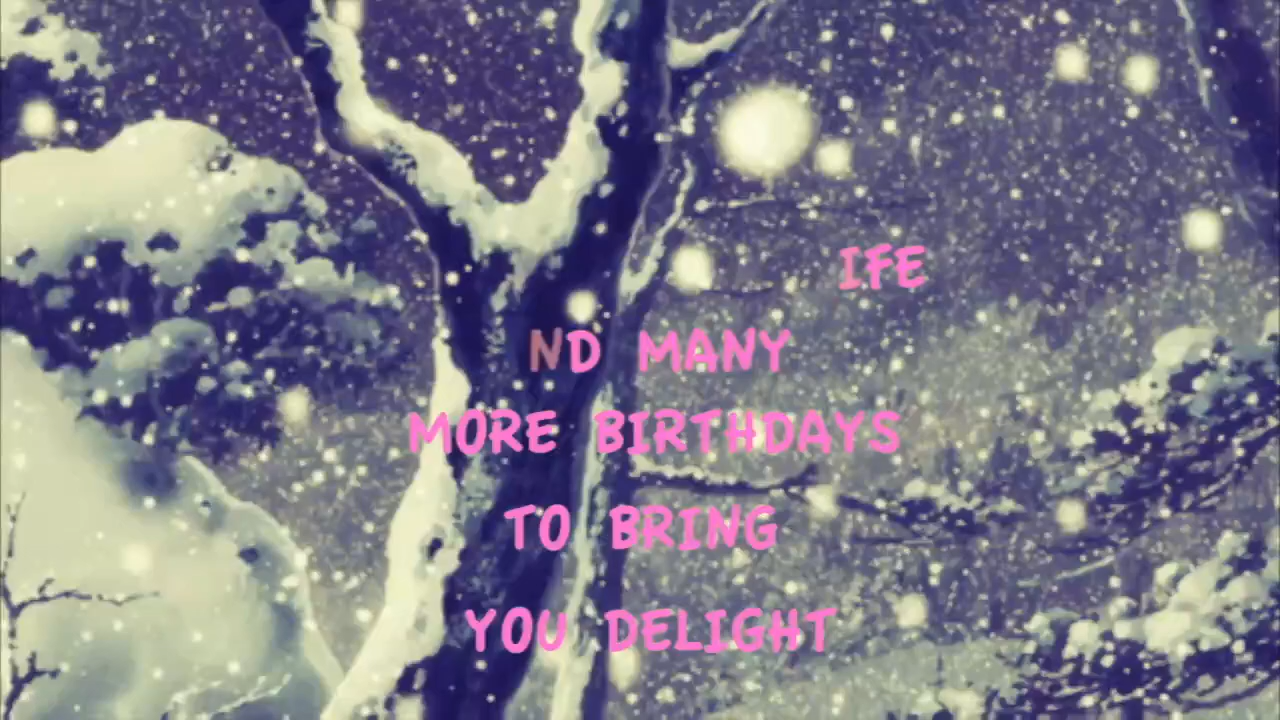 IFE
ND MANY
MORE BIRTHDAYS
TO BRING
YOU DELIGHT